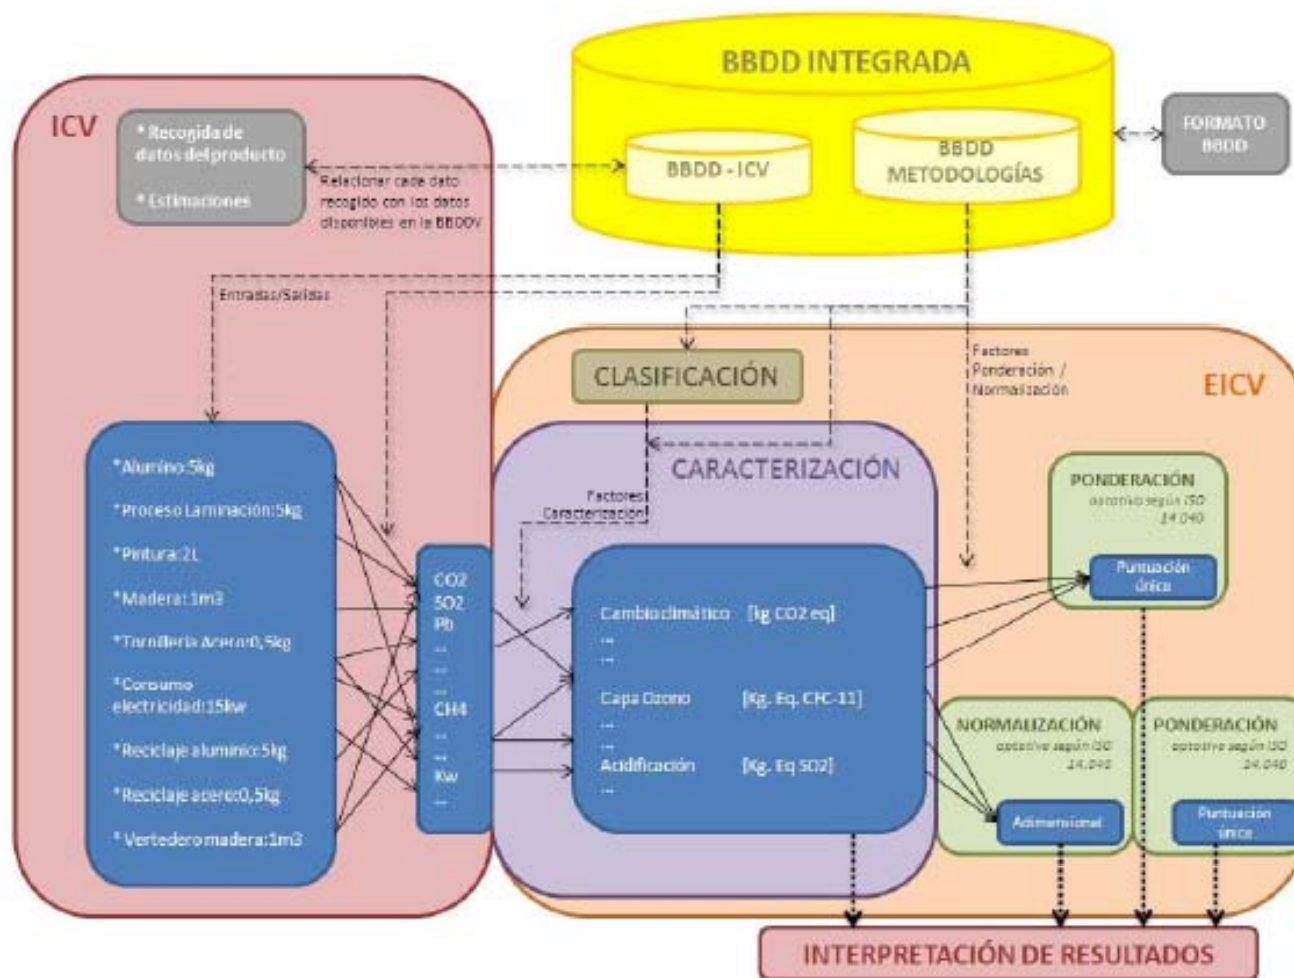 BBDD INTEGRADA
ICV
* Recogida de
datos del producto
* Estimaciones
BBDD - ICV
BBDD
METODOLOGÍAS
FORMATO
BBDD
Relacionar cada dato
recogido con los datos
disponibles en la BBDDV
Entradas/Salidas
CLASIFICACIÓN
Factores
Ponderación /
Normalización
EICV
CARACTERIZACIÓN
Factores
Caracterización
*Alumino:5kg
*Proceso Laminación:5kg
*Pintura:2L
*Madera:1m3
*Tornillería Acero:0,5kg
*Consumo
electricidad:15kw
*Reciclaje aluminio:5kg
*Reciclaje acero:0,5kg
* Vertedero madera:1m3
CO2
SO2
Pb
...
...
...
CH4
...
...
Kw
...
Cambio climático [kg CO2 eq]
...
...
Capa Ozono [Kg. Eq. CFC-11]
...
...
Acidificación [Kg. Eq SO2]
...
PONDERACIÓN
optativo según ISO
14.040
Puntuación
única
NORMALIZACIÓN
optativo según ISO
14.040
Adimensional
PONDERACIÓN
optativo según ISO
14.040
Puntuación
única
INTERPRETACIÓN DE RESULTADOS